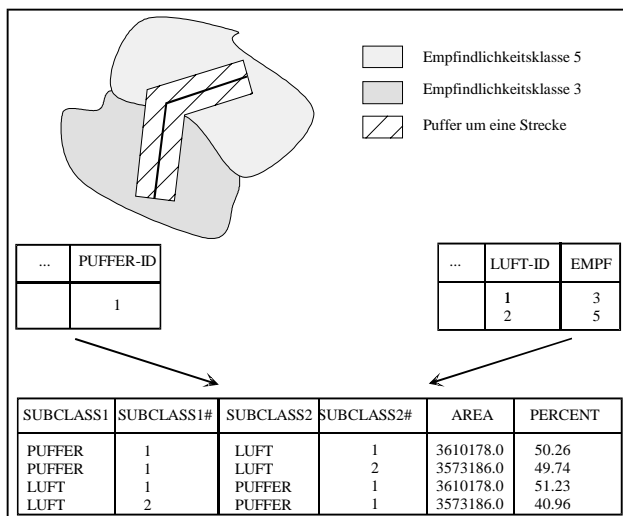 Empfindlichkeitsklasse 5
Empfindlichkeitsklasse 3
Puffer um eine Strecke
... PUFFER-ID
1
... LUFT-ID EMPF
1 3
2 5
SUBCLASS1 SUBCLASS1# SUBCLASS2 SUBCLASS2# AREA PERCENT
PUFFER 1 LUFT 1 3610178.0 50.26
PUFFER 1 LUFT 2 3573186.0 49.74
LUFT 1 PUFFER 1 3610178.0 51.23
LUFT 2 PUFFER 1 3573186.0 40.96